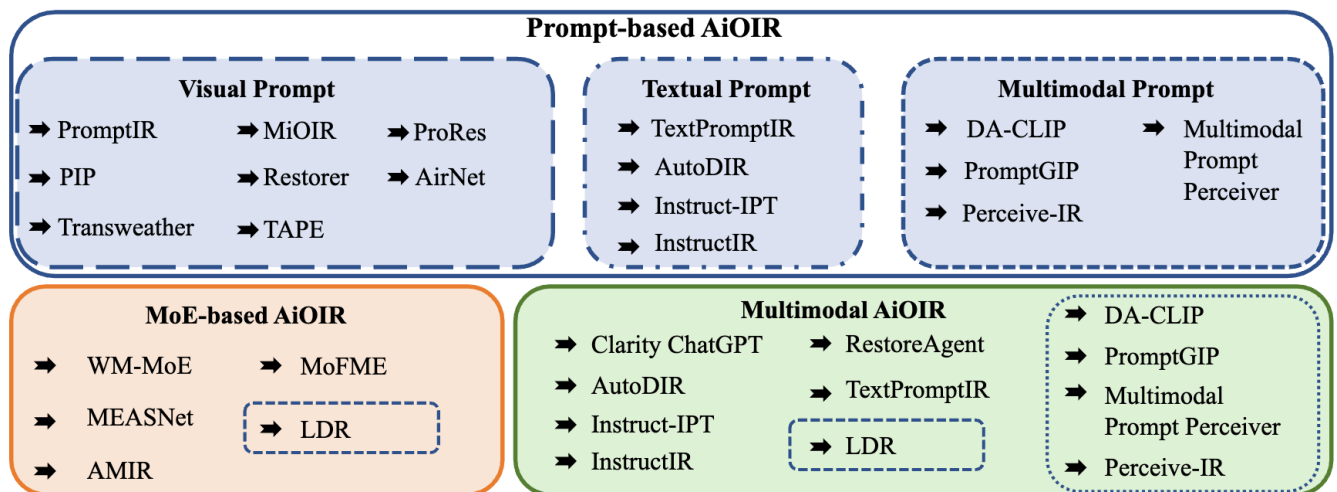 Prompt-based AiOIR
Visual Prompt
PromptIR
MiOIR
ProRes
PIP
Restorer
AirNet
Transweather
TAPE
Textual Prompt
TextPromptIR
AutoDIR
Instruct-IPT
InstructIR
Multimodal Prompt
DA-CLIP
PromptGIP
Perceive-IR
Multimodal
Prompt
Perceiver
MoE-based AiOIR
WM-MoE
MoFME
MEASNet
LDR
AMIR
Multimodal AiOIR
Clarity ChatGPT
AutoDIR
Instruct-IPT
InstructIR
RestoreAgent
TextPromptIR
LDR
DA-CLIP
PromptGIP
Multimodal
Prompt Perceiver
Perceive-IR